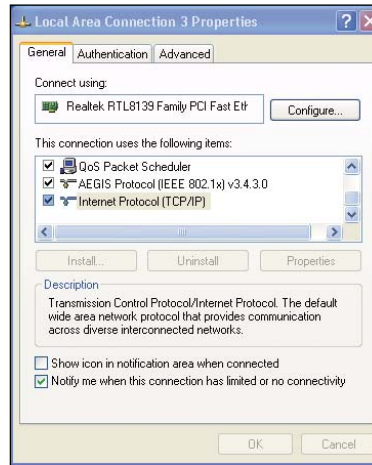 Local Area Connection 3 Properties
General Authentication Advanced
Connect using:
Realtek RTL8139 Family PCI Fast Eth
Configure...
This connection uses the following items:
QoS Packet Scheduler
AEGIS Protocol (IEEE 802.1x) v3.4.3.0
Internet Protocol (TCP/IP)
Install... Uninstall Properties
Description
Transmission Control Protocol/Internet Protocol. The default
wide area network protocol that provides communication
across diverse interconnected networks.
Show icon in notification area when connected
Notify me when this connection has limited or no connectivity
OK Cancel